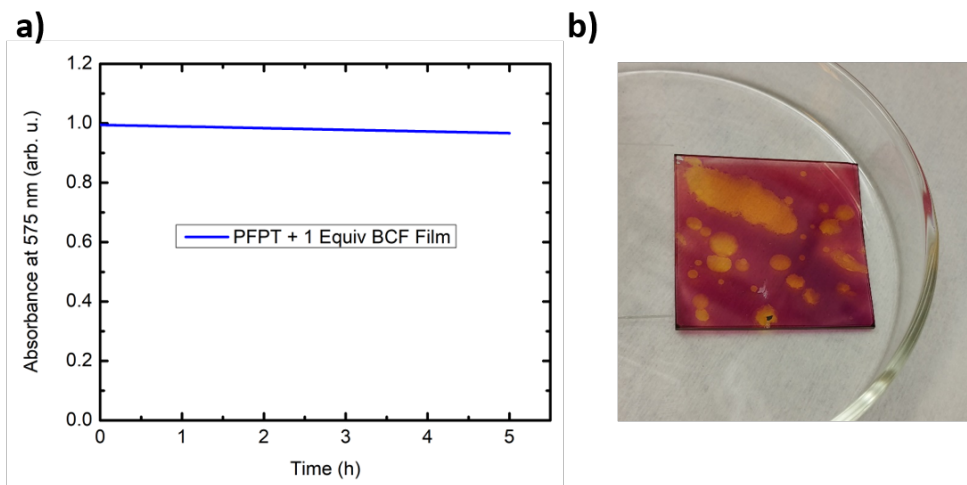 a)
1.2
1.0
0.8
0.6
0.4
0.2
0.0
Absorbance at 575 nm (arb. u.)
PFPT + 1 Equiv BCF Film
0 1 2 3 4 5
Time (h)
b)